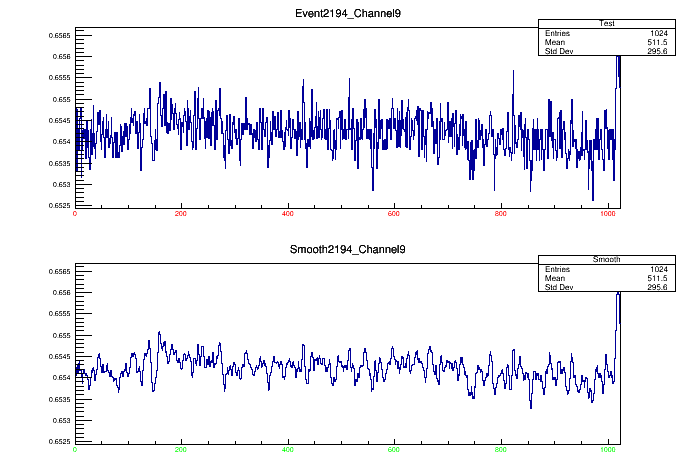 Event2194_Channel9
Test
Entries 1024
Mean 511.5
Std Dev 295.6
0.6565
0.656
0.6555
0.655
0.6545
0.654
0.6535
0.653
0.6525
0 200 400 600 800 1000
Smooth2194_Channel9
Smooth
Entries 1024
Mean 511.5
Std Dev 295.6
0.6565
0.656
0.6555
0.655
0.6545
0.654
0.6535
0.653
0.6525
0 200 400 600 800 1000